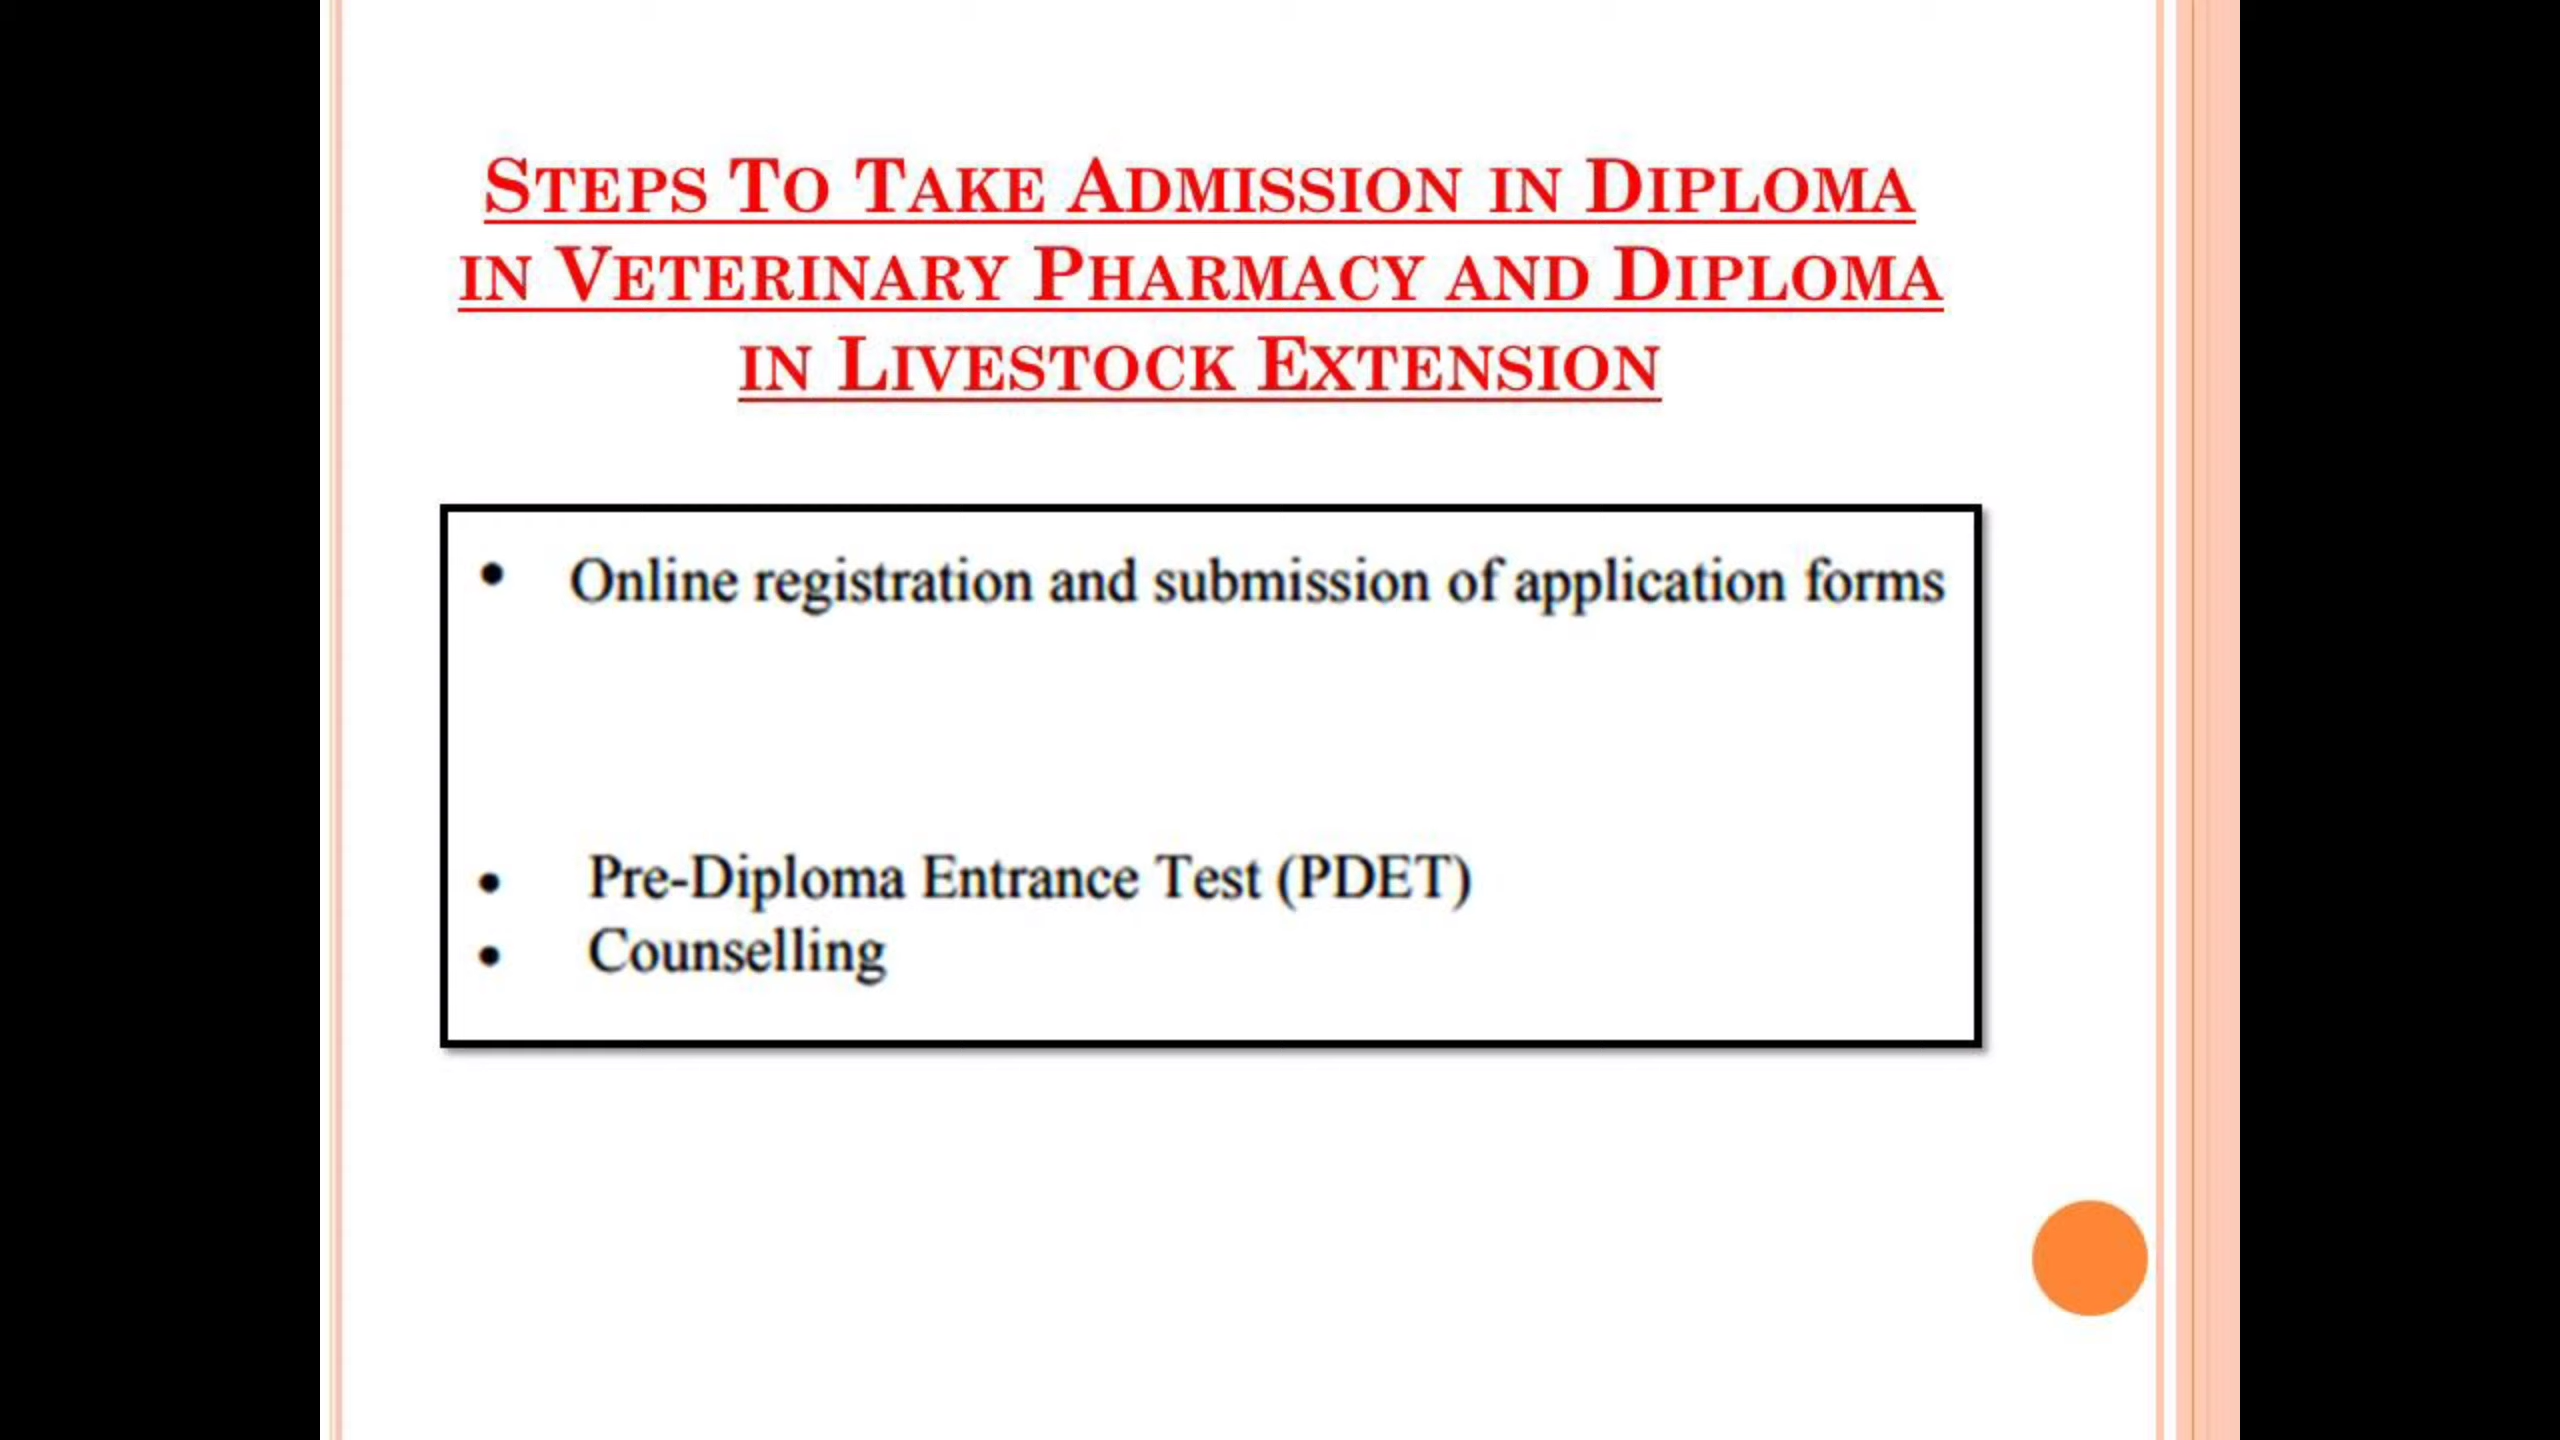 Steps To Take Admission in Diploma
in Veterinary Pharmacy and Diploma
in Livestock Extension
• Online registration and submission of application forms
• Pre-Diploma Entrance Test (PDET)
• Counselling